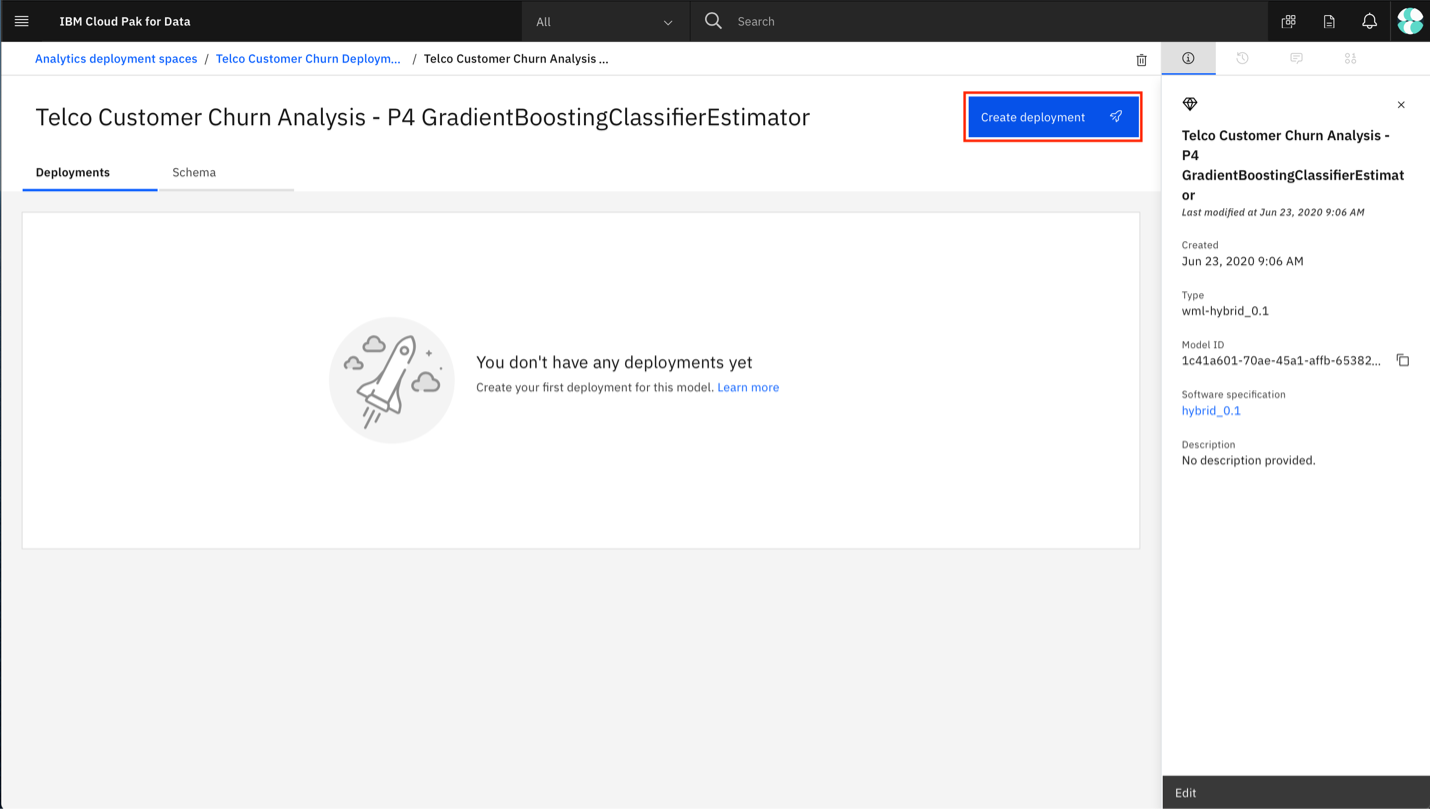 IBM Cloud Pak for Data
All
Search
Analytics deployment spaces / Telco Customer Churn Deploym... / Telco Customer Churn Analysis ...
Telco Customer Churn Analysis - P4 GradientBoostingClassifierEstimator
Create deployment
Deployments
Schema
You don't have any deployments yet
Create your first deployment for this model. Learn more
Telco Customer Churn Analysis -
P4
GradientBoostingClassifierEstimat
or
Last modified at Jun 23, 2020 9:06 AM
Created
Jun 23, 2020 9:06 AM
Type
wml-hybrid_0.1
Model ID
1c41a601-70ae-45a1-affb-65382...
Software specification
hybrid_0.1
Description
No description provided.
Edit